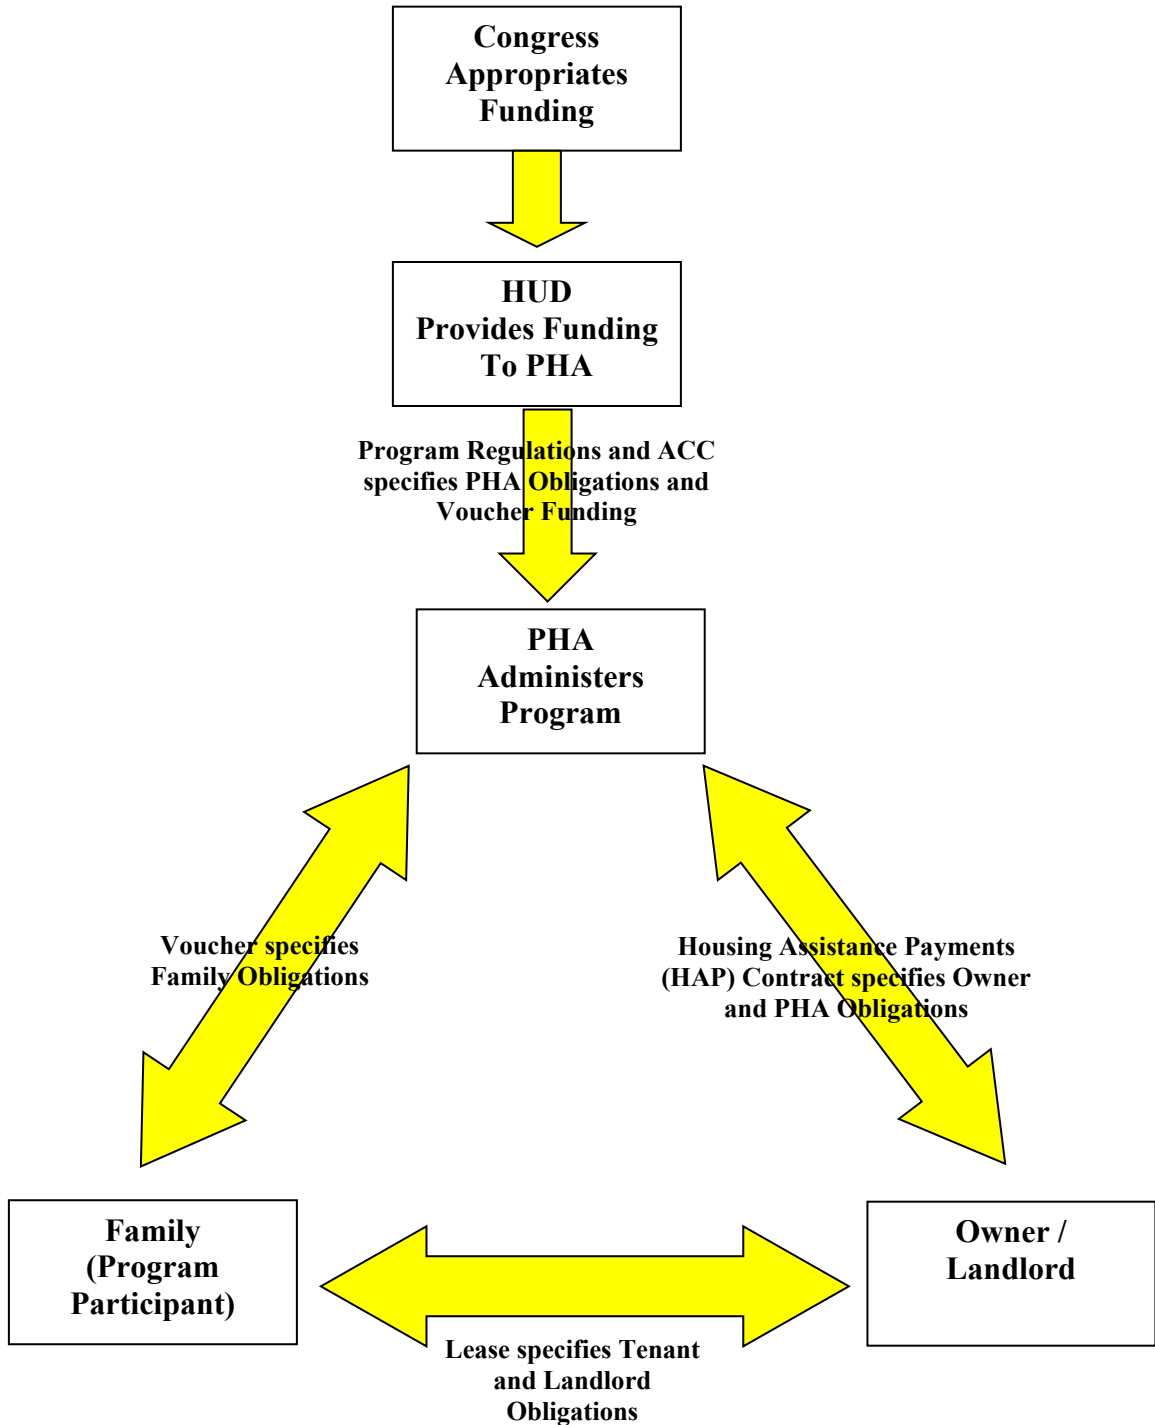 Congress
Appropriates
Funding
HUD
Provides Funding
To PHA
Program Regulations and ACC
specifies PHA Obligations and
Voucher Funding
PHA
Administers
Program
Voucher specifies
Family Obligations
Housing Assistance Payments
(HAP) Contract specifies Owner
and PHA Obligations
Family
(Program
Participant)
Owner /
Landlord
Lease specifies Tenant
and Landlord
Obligations